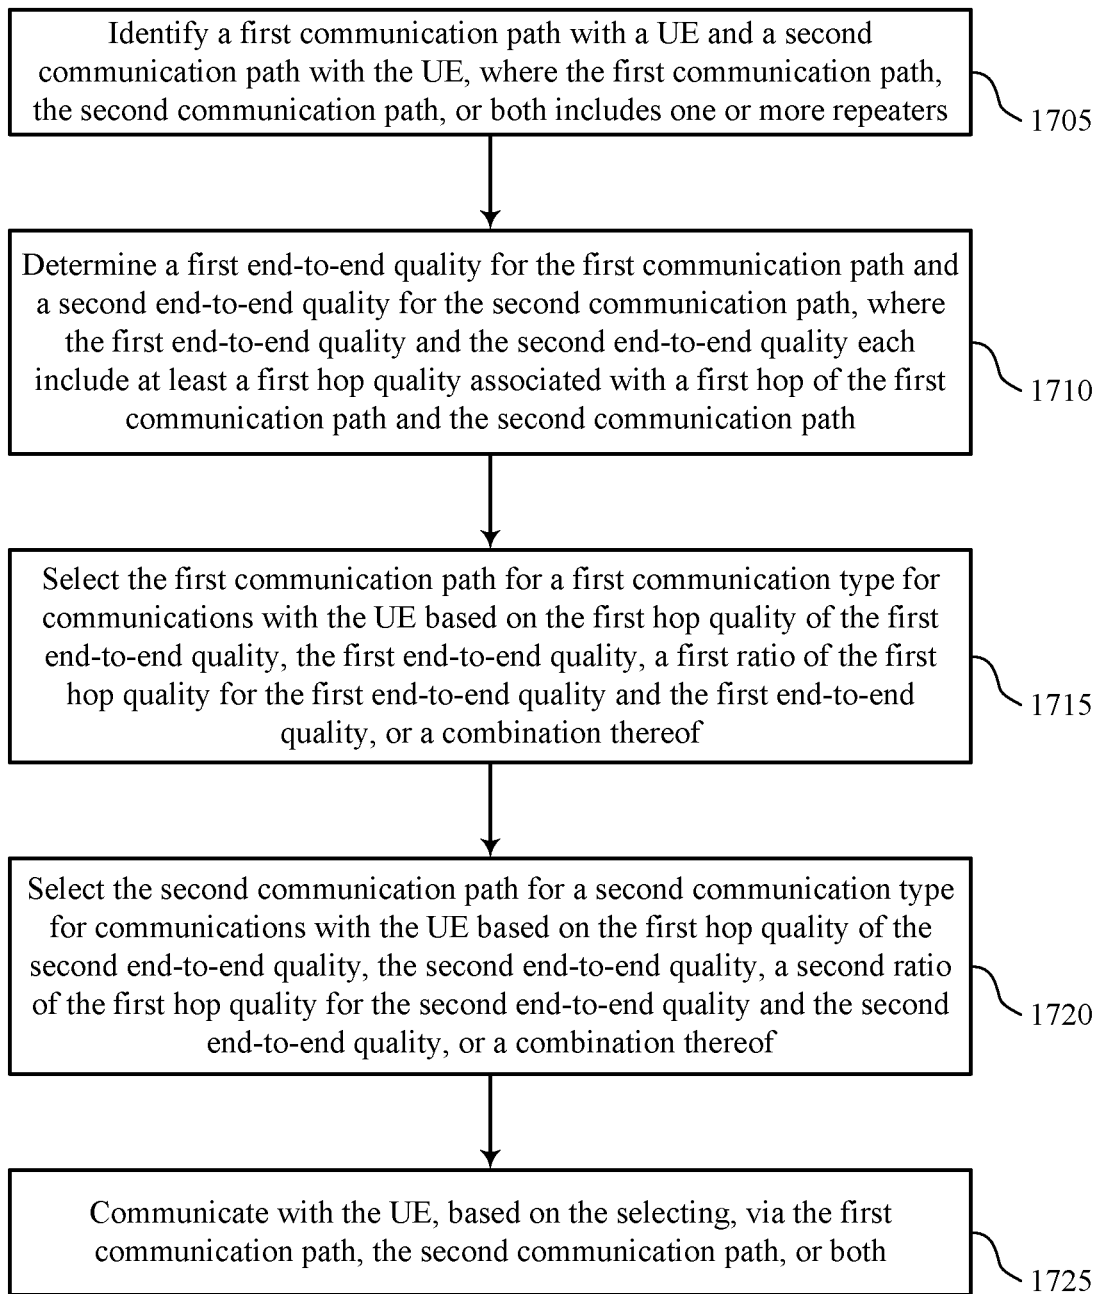 Identify a first communication path with a UE and a second
communication path with the UE, where the first communication path,
the second communication path, or both includes one or more repeaters
1705
Determine a first end-to-end quality for the first communication path and
a second end-to-end quality for the second communication path, where
the first end-to-end quality and the second end-to-end quality each
include at least a first hop quality associated with a first hop of the first
communication path and the second communication path
1710
Select the first communication path for a first communication type for
communications with the UE based on the first hop quality of the first
end-to-end quality, the first end-to-end quality, a first ratio of the first
hop quality for the first end-to-end quality and the first end-to-end
quality, or a combination thereof
1715
Select the second communication path for a second communication type
for communications with the UE based on the first hop quality of the
second end-to-end quality, the second end-to-end quality, a second ratio
of the first hop quality for the second end-to-end quality and the second
end-to-end quality, or a combination thereof
1720
Communicate with the UE, based on the selecting, via the first
communication path, the second communication path, or both
1725